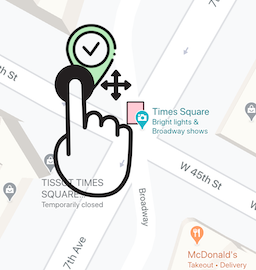 7th St
Times Square
Bright lights &
Broadway shows
TISSOT TIMES
SQUARE...
Temporarily closed
W 45th St
Broadway
7th Ave
McDonald's
Takeout • Delivery